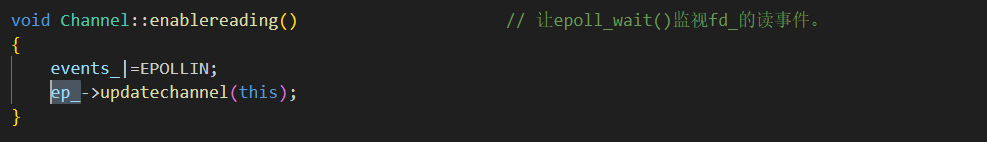 void Channel::enablereading() // 让epoll_wait()监视fd_的读事件。
{
events_|=EPOLLIN;
ep_->updatechannel(this);
}